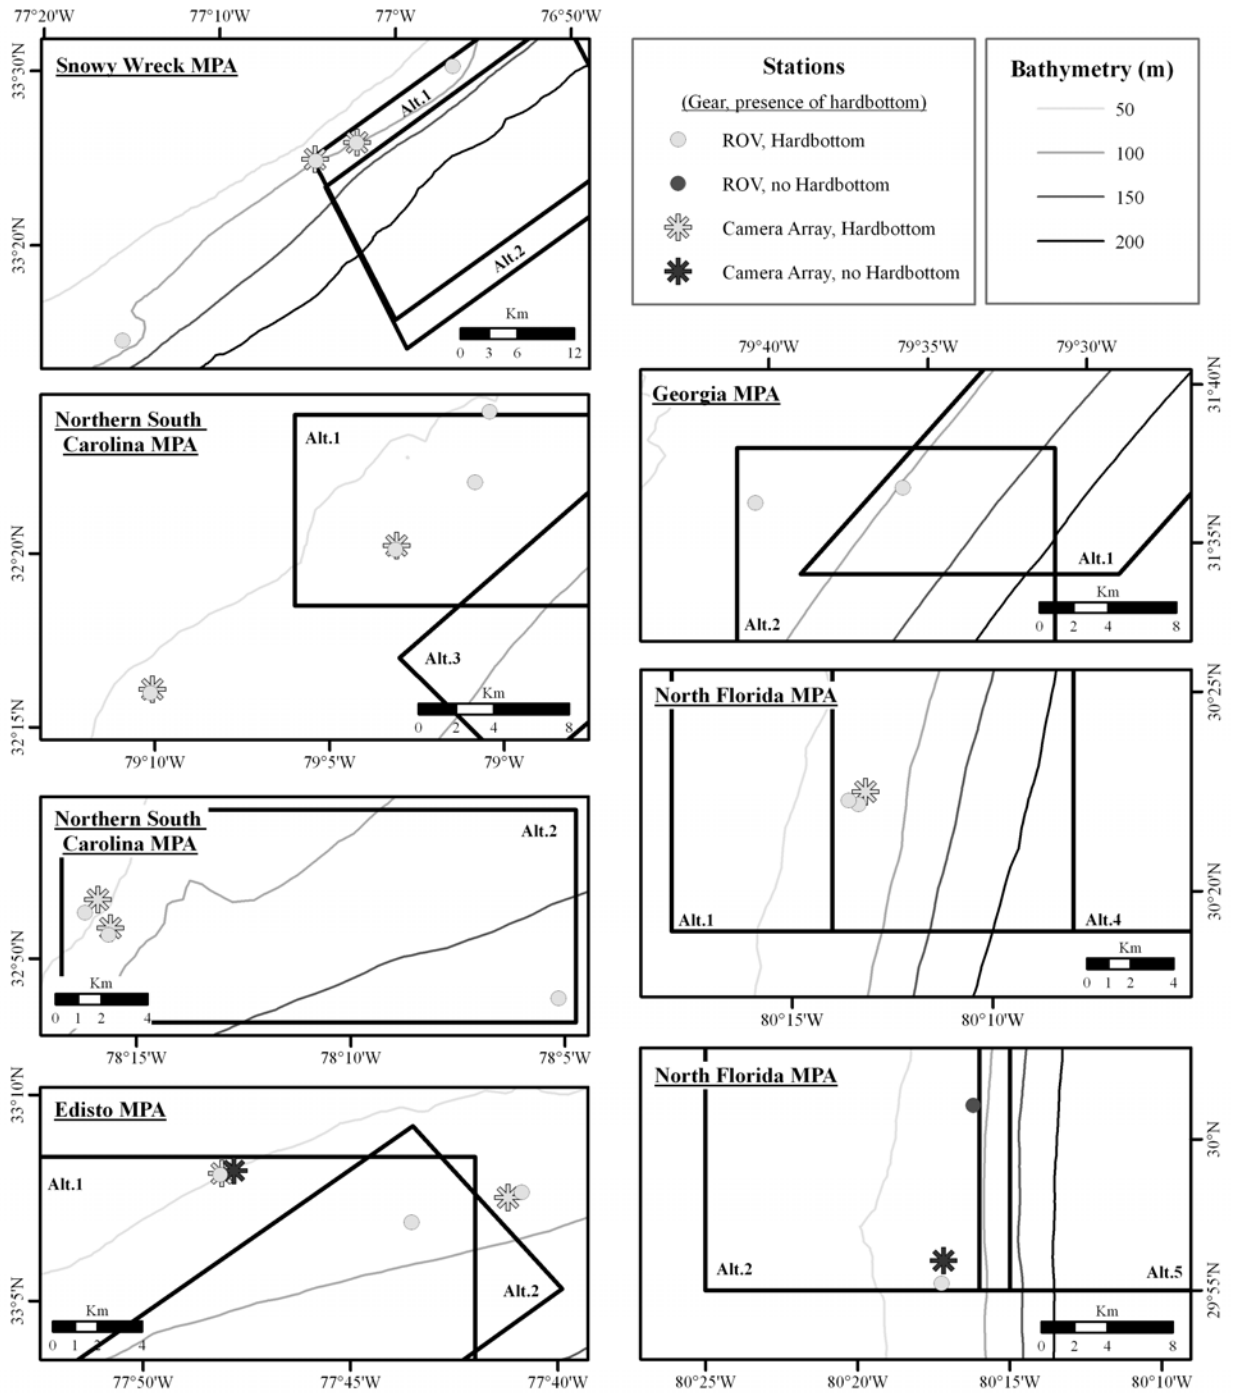 77°20'W 77°10'W 77°W 76°50'W
33°30'N
33°20'N
Snowy Wreck MPA
Alt.1
Alt.2
Km
0 3 6 12
Stations
(Gear, presence of hardbottom)
ROV, Hardbottom
ROV, no Hardbottom
Camera Array, Hardbottom
Camera Array, no Hardbottom
Bathymetry (m)
50
100
150
200
Northern South
Carolina MPA
Alt.1
Alt.3
32°20'N
32°15'N
Km
0 2 4 8
79°10'W 79°5'W 79°W
79°40'W 79°35'W 79°30'W
Georgia MPA
31°40'N
31°35'N
Alt.1
Alt.2
Km
0 2 4 8
North Florida MPA
30°25'N
30°20'N
Alt.1
Alt.4
Km
0 1 2 4
80°15'W 80°10'W
Northern South
Carolina MPA
Alt.2
32°50'N
Km
0 1 2 4
78°15'W 78°10'W 78°5'W
Edisto MPA
33°10'N
33°5'N
Alt.1
Alt.2
Km
0 1 2 4
77°50'W 77°45'W 77°40'W
North Florida MPA
30°N
29°55'N
Alt.2
Alt.5
Km
0 2 4 8
80°25'W 80°20'W 80°15'W 80°10'W